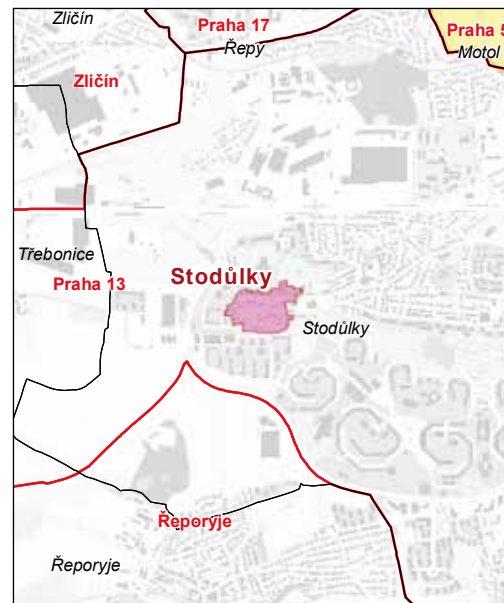 Zličín
Praha 17
Praha 5
Řepy
Motol
Zličín
Třebonice
Praha 13
Stodůlky
Stodůlky
Řeporyje
Řeporyje